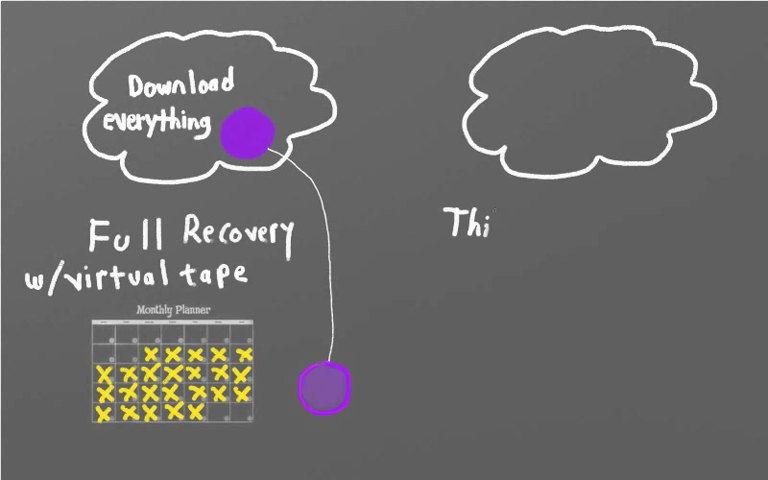 Download
everything
Full Recovery
w/virtual tape
Monthly Planner
Thi